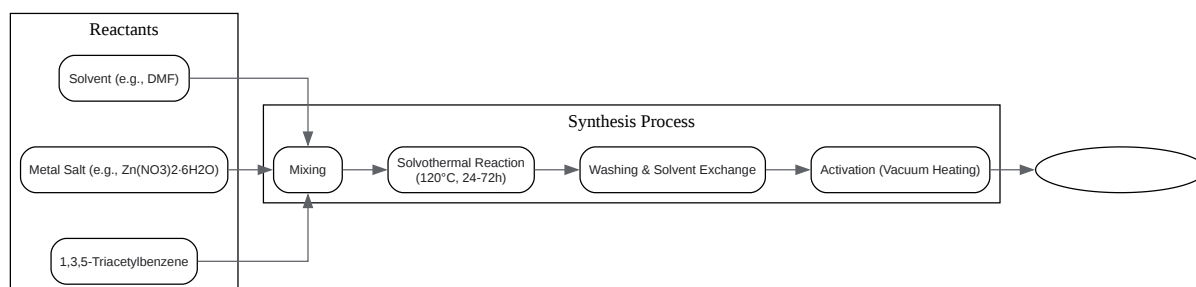 Reactants
Solvent (e.g., DMF)
Metal Salt (e.g., Zn(NO3)2·6H2O)
1,3,5-Triacetylbenzene
Synthesis Process
Mixing
Solvothermal Reaction
(120°C, 24-72h)
Washing & Solvent Exchange
Activation (Vacuum Heating)